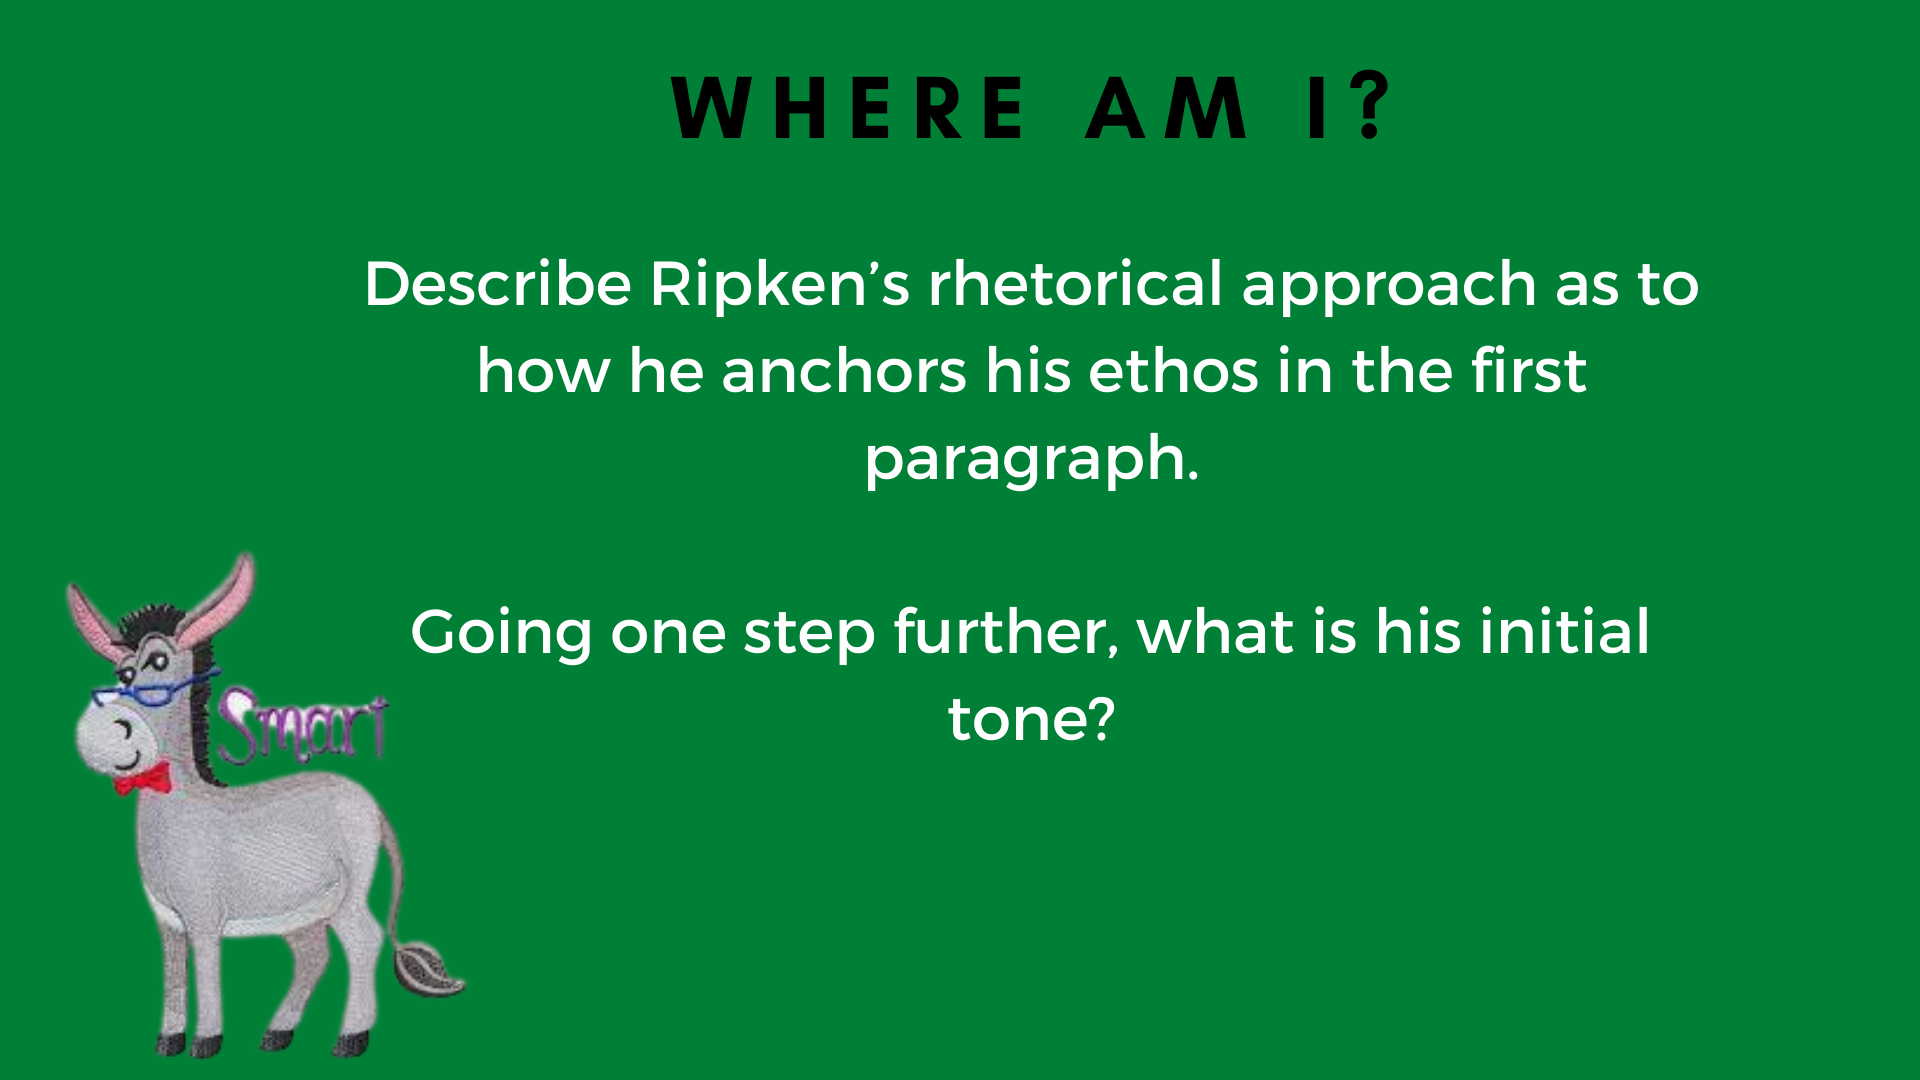 WHERE AM I?
Describe Ripken’s rhetorical approach as to
how he anchors his ethos in the first
paragraph.
Going one step further, what is his initial
tone?
Smart